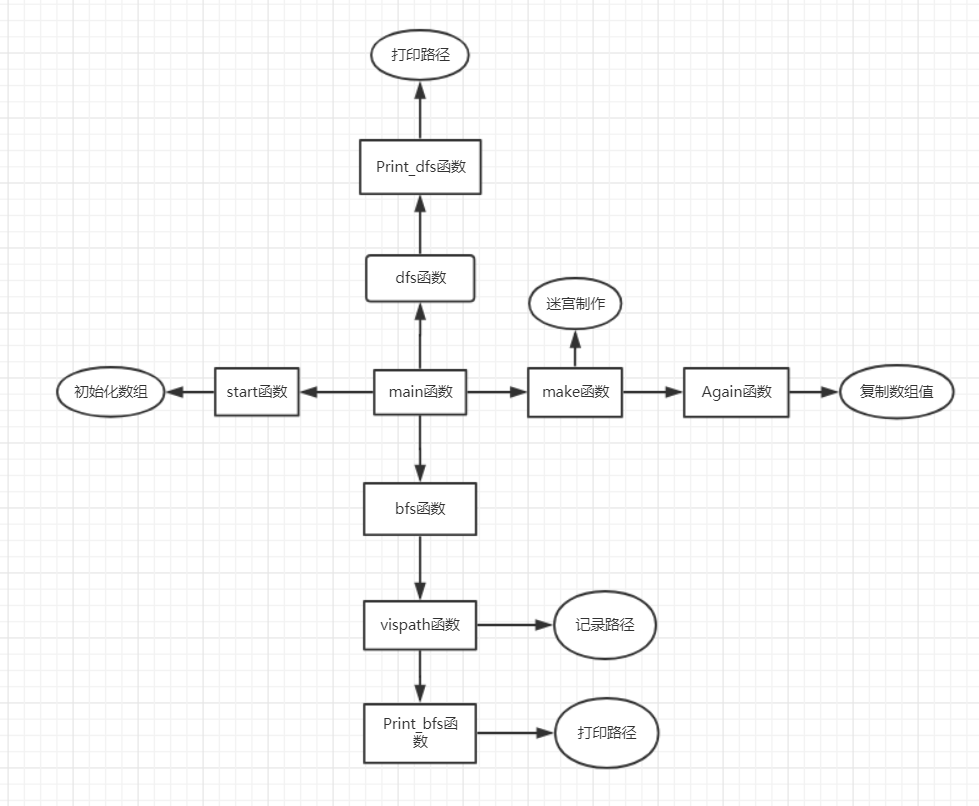 打印路径
Print_dfs函数
dfs函数
迷宫制作
初始化数组
start函数
main函数
make函数
Again函数
复制数组值
bfs函数
vispath函数
记录路径
Print_bfs函
数
打印路径